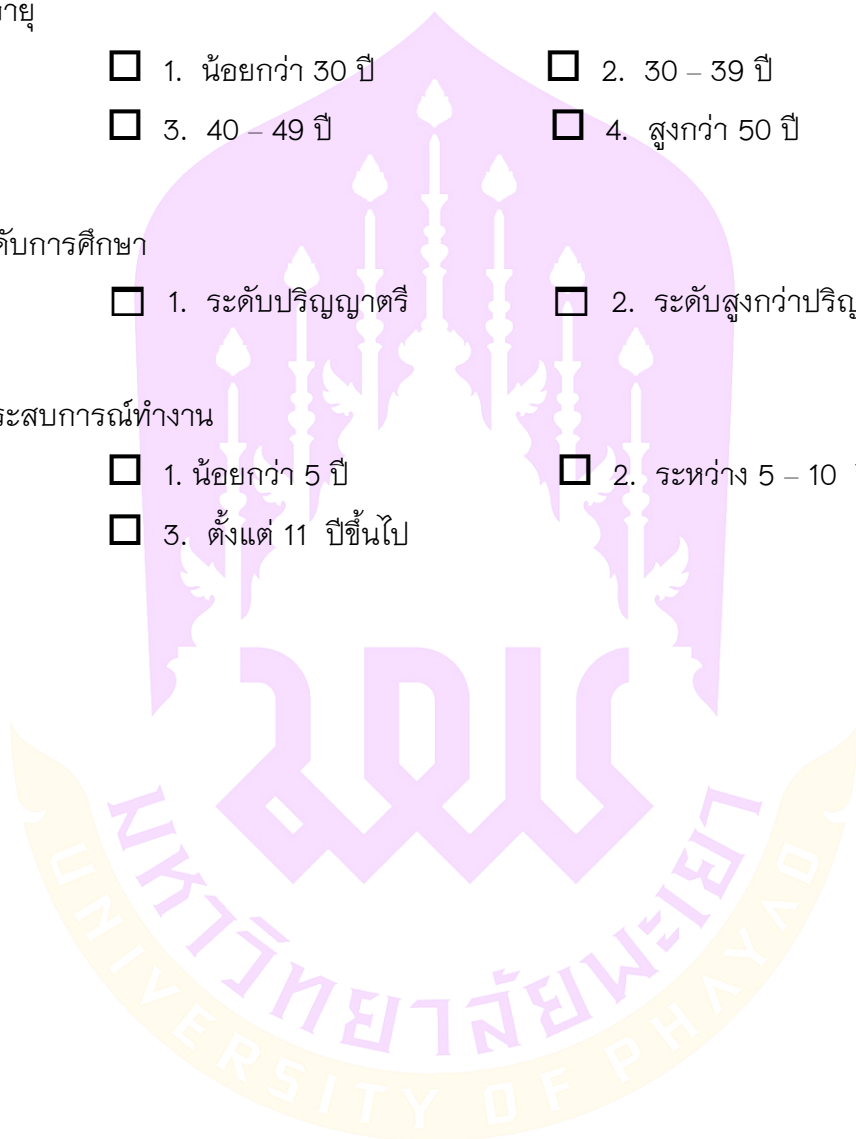 อายุ
☐ 1. น้อยกว่า 30 ปี ☐ 2. 30 – 39 ปี
☐ 3. 40 – 49 ปี ☐ 4. สูงกว่า 50 ปี
ดับการศึกษา
☐ 1. ระดับปริญญาตรี ☐ 2. ระดับสูงกว่าปริญ
ระสบการณ์ทำงาน
☐ 1. น้อยกว่า 5 ปี ☐ 2. ระหว่าง 5 – 10
☐ 3. ตั้งแต่ 11 ปีขึ้นไป
มหาวิทยาลัยพะเยา
UNIVERSITY OF PHAYAO